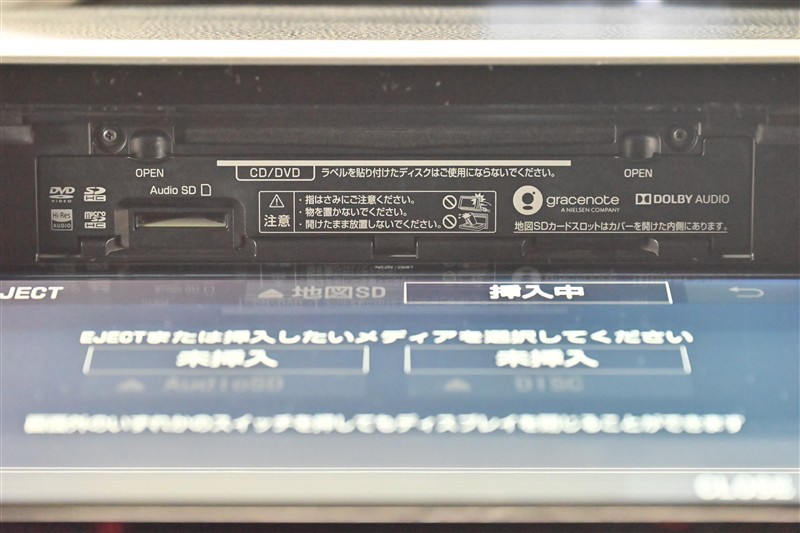 CD/DVD ラベルを貼り付けたディスクはご使用にならないでください。
OPEN
OPEN
DVD VIDEO
SD HC
Audio SD
Hi-Res AUDIO
micro SD HC
注意
・指はさみにご注意ください。
・物を置かないでください。
・開けたまま放置しないでください。
gracenote
A NIELSEN COMPANY
DOLBY AUDIO
地図SDカードスロットはカバーを開けた内側にあります。
JECT
地図SD
挿入中
EJECTまたは挿入したいメディアを選択してください
未挿入
未挿入
AudioSD
DISC
画面外のいずれかのスイッチを押してもディスプレイを閉じることができます
CLOSE